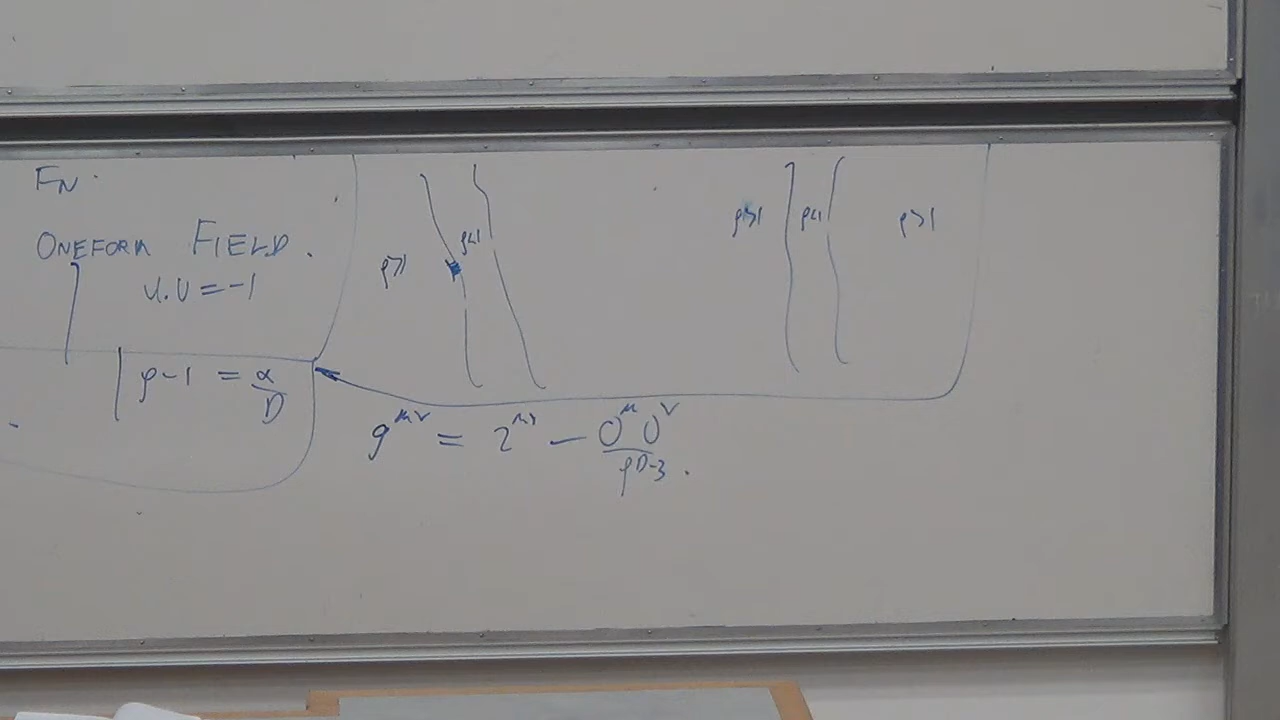 FN.
ONEFORM FIELD.
U.U = -1
ρ-1 = α/D
ρ>1
ρ<1
ρ>1
ρ<1
ρ>1
g^{μν} = 2^{μν} - O^μ O^ν / ρ^{D-3}.